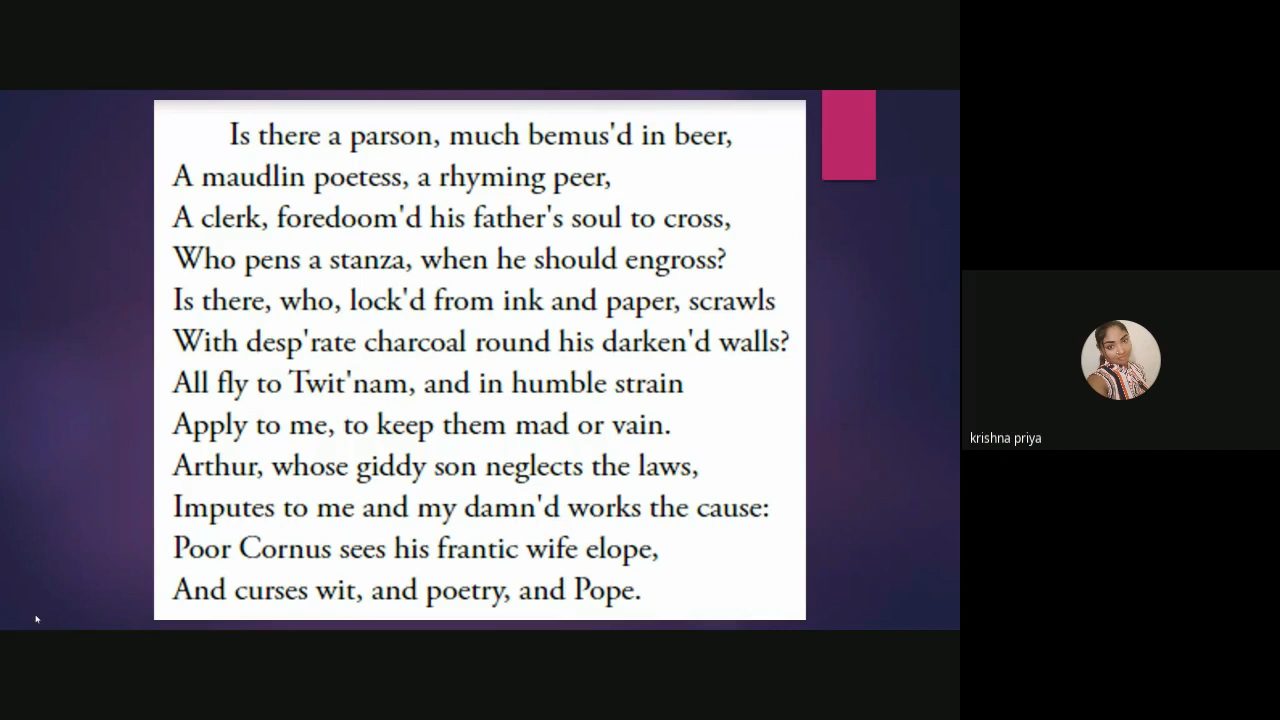 Is there a parson, much bemus'd in beer,
A maudlin poetess, a rhyming peer,
A clerk, foredoom'd his father's soul to cross,
Who pens a stanza, when he should engross?
Is there, who, lock'd from ink and paper, scrawls
With desp'rate charcoal round his darken'd walls?
All fly to Twit'nam, and in humble strain
Apply to me, to keep them mad or vain.
Arthur, whose giddy son neglects the laws,
Imputes to me and my damn'd works the cause:
Poor Cornus sees his frantic wife elope,
And curses wit, and poetry, and Pope.
krishna priya